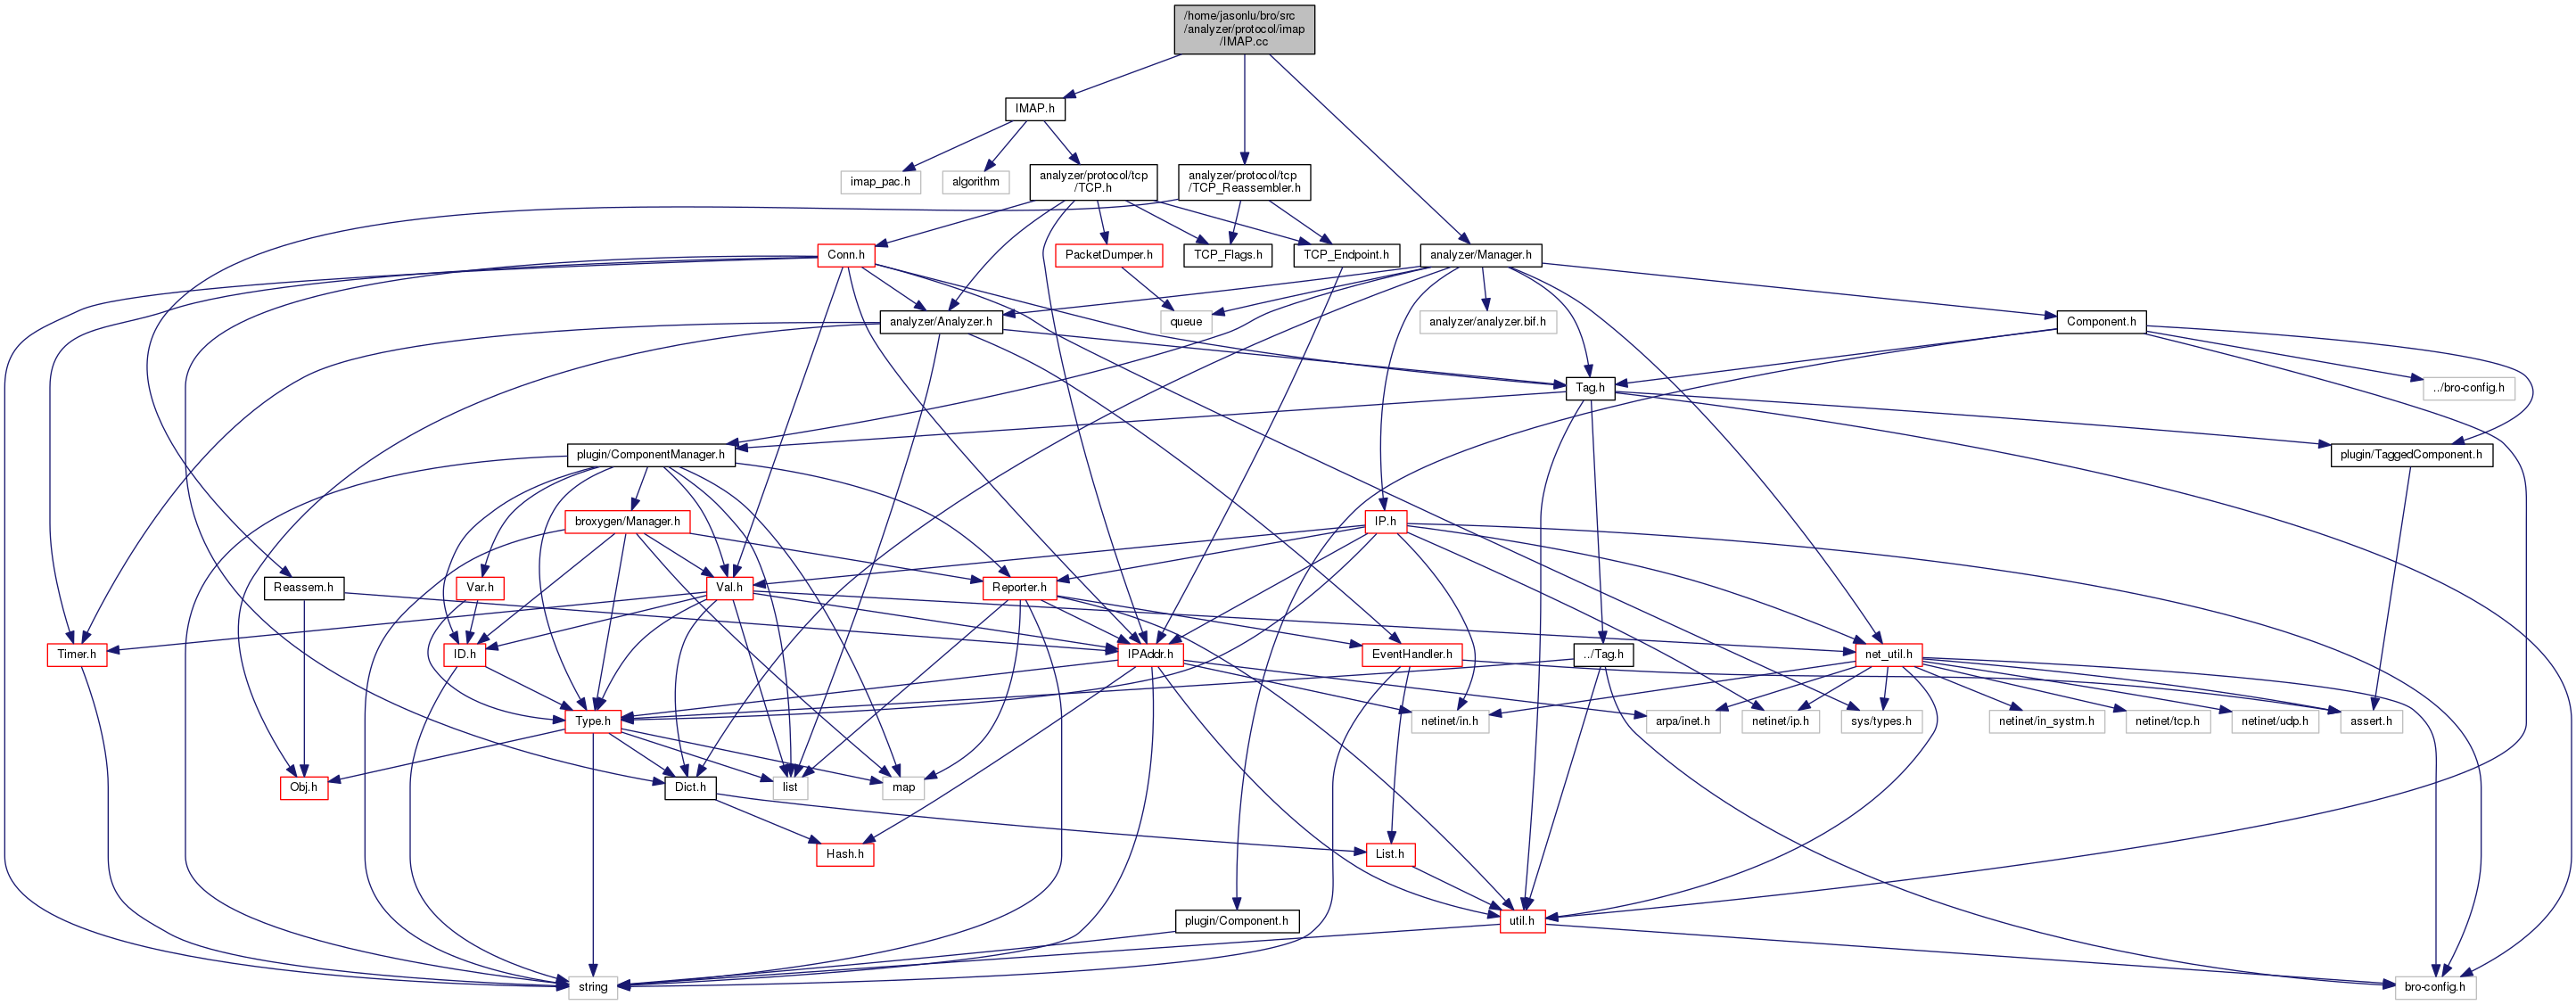 /home/jasonlu/bro/src
/analyzer/protocol/imap
/IMAP.cc
IMAP.h
imap_pac.h
algorithm
analyzer/protocol/tcp
/TCP.h
analyzer/protocol/tcp
/TCP_Reassembler.h
Conn.h
PacketDumper.h
TCP_Flags.h
TCP_Endpoint.h
analyzer/Manager.h
analyzer/Analyzer.h
queue
analyzer/analyzer.bif.h
Component.h
Tag.h
../bro-config.h
plugin/ComponentManager.h
plugin/TaggedComponent.h
broxygen/Manager.h
IP.h
Reassem.h
Var.h
Val.h
Reporter.h
Timer.h
ID.h
IPAddr.h
EventHandler.h
../Tag.h
net_util.h
Type.h
netinet/in.h
arpa/inet.h
netinet/ip.h
sys/types.h
netinet/in_systm.h
netinet/tcp.h
netinet/udp.h
assert.h
Obj.h
Dict.h
list
map
Hash.h
List.h
plugin/Component.h
util.h
string
bro-config.h